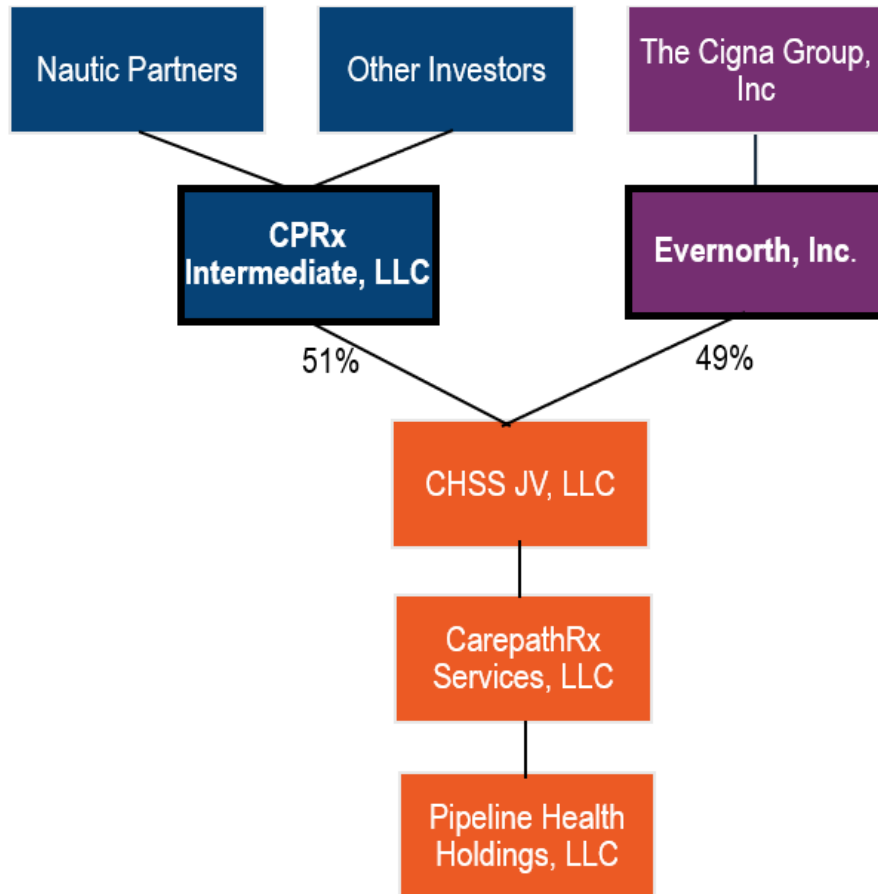 Nautic Partners
Other Investors
The Cigna Group,
Inc
CPRx
Intermediate, LLC
Evernorth, Inc.
51%
49%
CHSS JV, LLC
CarepathRx
Services, LLC
Pipeline Health
Holdings, LLC